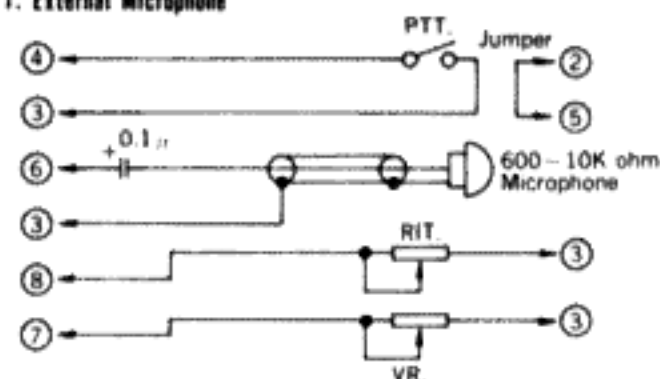 1. External Microphone
PTT.
Jumper
④
②
③
⑤
+ 0.1μ
⑥
600–10K ohm
Microphone
③
RIT.
⑧
③
⑦
③
VR